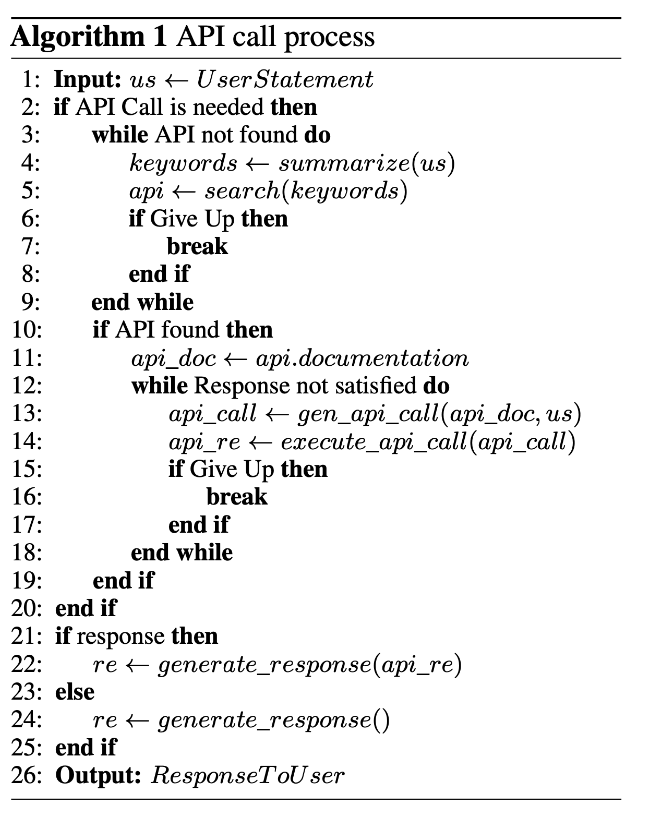 Algorithm 1 API call process
1: Input: us ← UserStatement
2: if API Call is needed then
3: while API not found do
4: keywords ← summarize(us)
5: api ← search(keywords)
6: if Give Up then
7: break
8: end if
9: end while
10: if API found then
11: api_doc ← api.documentation
12: while Response not satisfied do
13: api_call ← gen_api_call(api_doc, us)
14: api_re ← execute_api_call(api_call)
15: if Give Up then
16: break
17: end if
18: end while
19: end if
20: end if
21: if response then
22: re ← generate_response(api_re)
23: else
24: re ← generate_response()
25: end if
26: Output: ResponseToUser